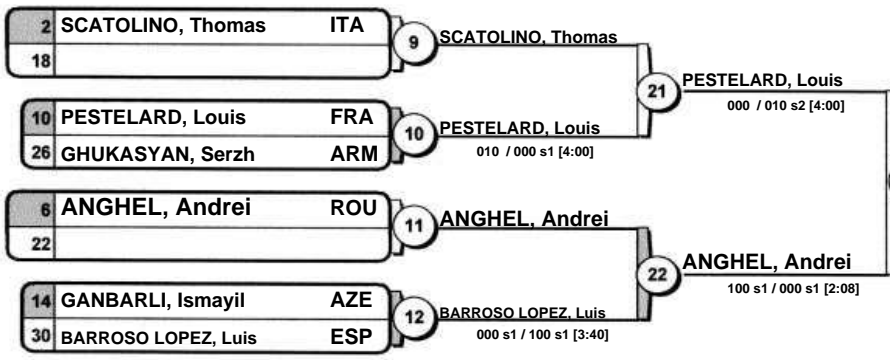 2 SCATOLINO, Thomas ITA
18
9
SCATOLINO, Thomas
10 PESTELARD, Louis FRA
26 GHUKASYAN, Serzh ARM
10
PESTELARD, Louis
010 / 000 s1 [4:00]
21
PESTELARD, Louis
000 / 010 s2 [4:00]
6 ANGHEL, Andrei ROU
22
11
ANGHEL, Andrei
14 GANBARLI, Ismayil AZE
30 BARROSO LOPEZ, Luis ESP
12
BARROSO LOPEZ, Luis
000 s1 / 100 s1 [3:40]
22
ANGHEL, Andrei
100 s1 / 000 s1 [2:08]